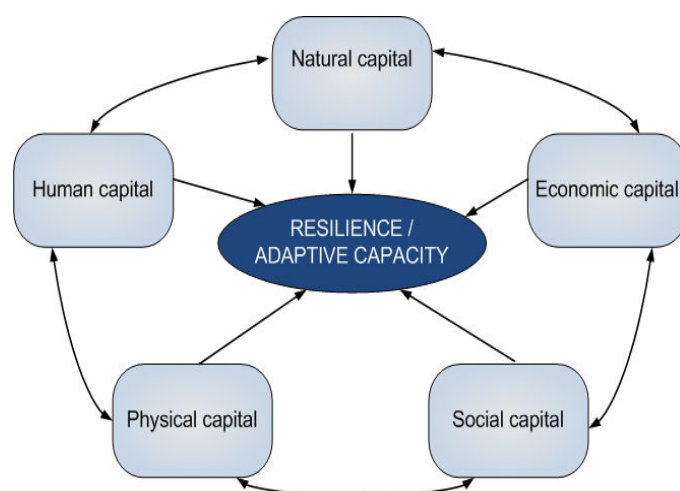 Natural capital
Human capital
Economic capital
RESILIENCE /
ADAPTIVE CAPACITY
Physical capital
Social capital